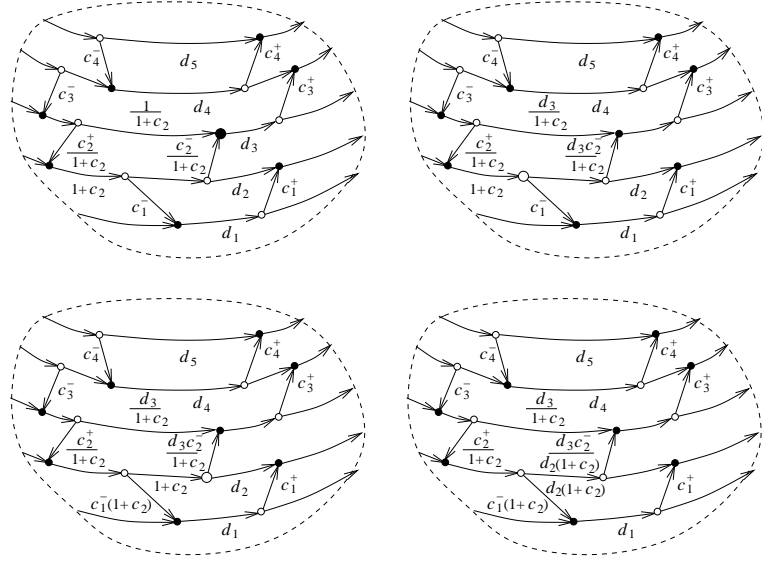 c₄⁻ d₅ c₄⁺
c₃⁻ 1/(1+c₂) d₄ c₃⁺
c₂⁺/(1+c₂) c₂⁻/(1+c₂) d₃
1+c₂ d₂ c₁⁺
c₁⁻ d₁
c₄⁻ d₅ c₄⁺
c₃⁻ d₃/(1+c₂) d₄ c₃⁺
c₂⁺/(1+c₂) d₃c₂⁻/(1+c₂)
1+c₂ d₂ c₁⁺
c₁⁻ d₁
c₄⁻ d₅ c₄⁺
c₃⁻ d₃/(1+c₂) d₄ c₃⁺
c₂⁺/(1+c₂) d₃c₂⁻/(1+c₂)
1+c₂ d₂ c₁⁺
c₁⁻(1+c₂) d₁
c₄⁻ d₅ c₄⁺
c₃⁻ d₃/(1+c₂) d₄ c₃⁺
c₂⁺/(1+c₂) d₃c₂⁻/(d₂(1+c₂))
d₂(1+c₂) c₁⁺
c₁⁻(1+c₂) d₁